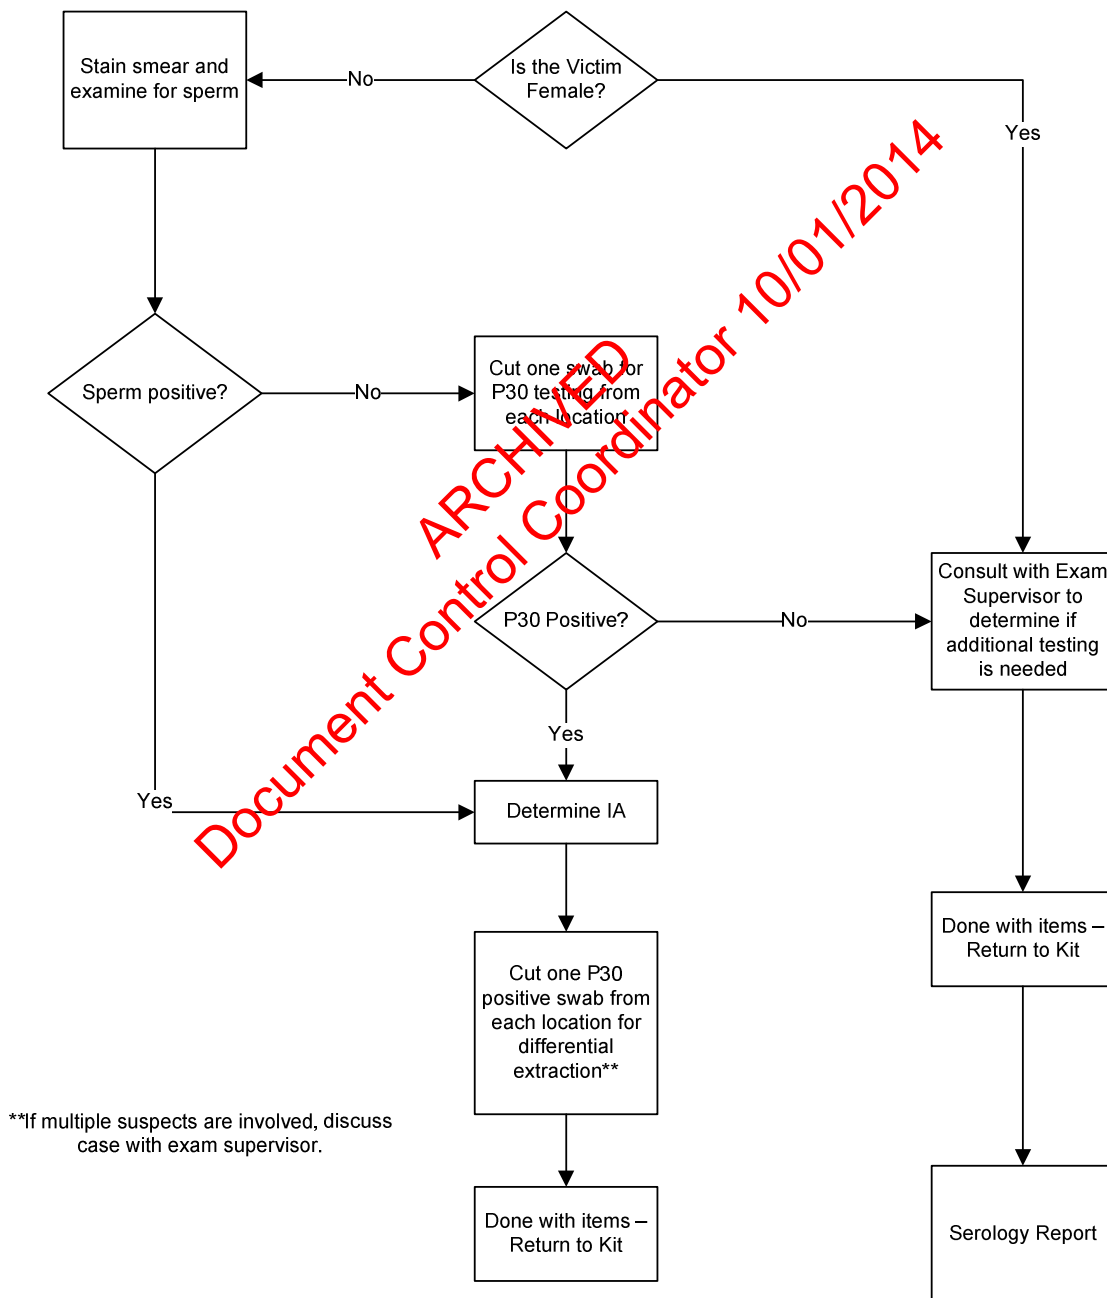 Stain smear and
examine for sperm
No
Is the Victim
Female?
Yes
Sperm positive?
No
Cut one swab for
P30 testing from
each location
P30 Positive?
No
Consult with Exam
Supervisor to
determine if
additional testing
is needed
Yes
Yes
Determine IA
Cut one P30
positive swab from
each location for
differential
extraction**
Done with items –
Return to Kit
**If multiple suspects are involved, discuss
case with exam supervisor.
Done with items –
Return to Kit
Serology Report
ARCHIVED
Document Control Coordinator 10/01/2014